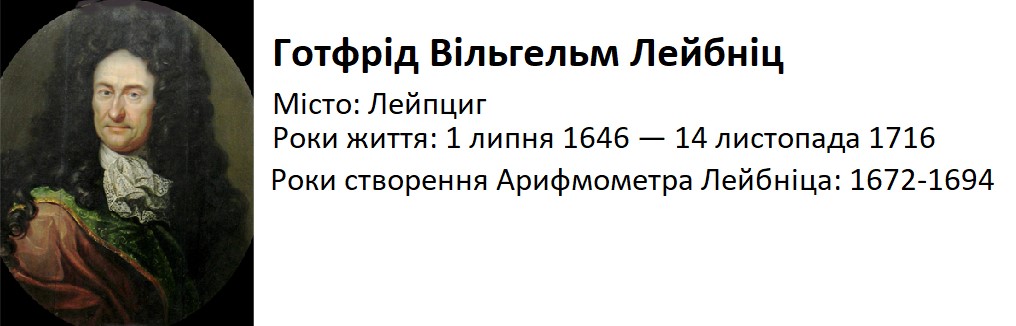 Готфрід Вільгельм Лейбніц
Місто: Лейпциг
Роки життя: 1 липня 1646 — 14 листопада 1716
Роки створення Арифмометра Лейбніца: 1672-1694